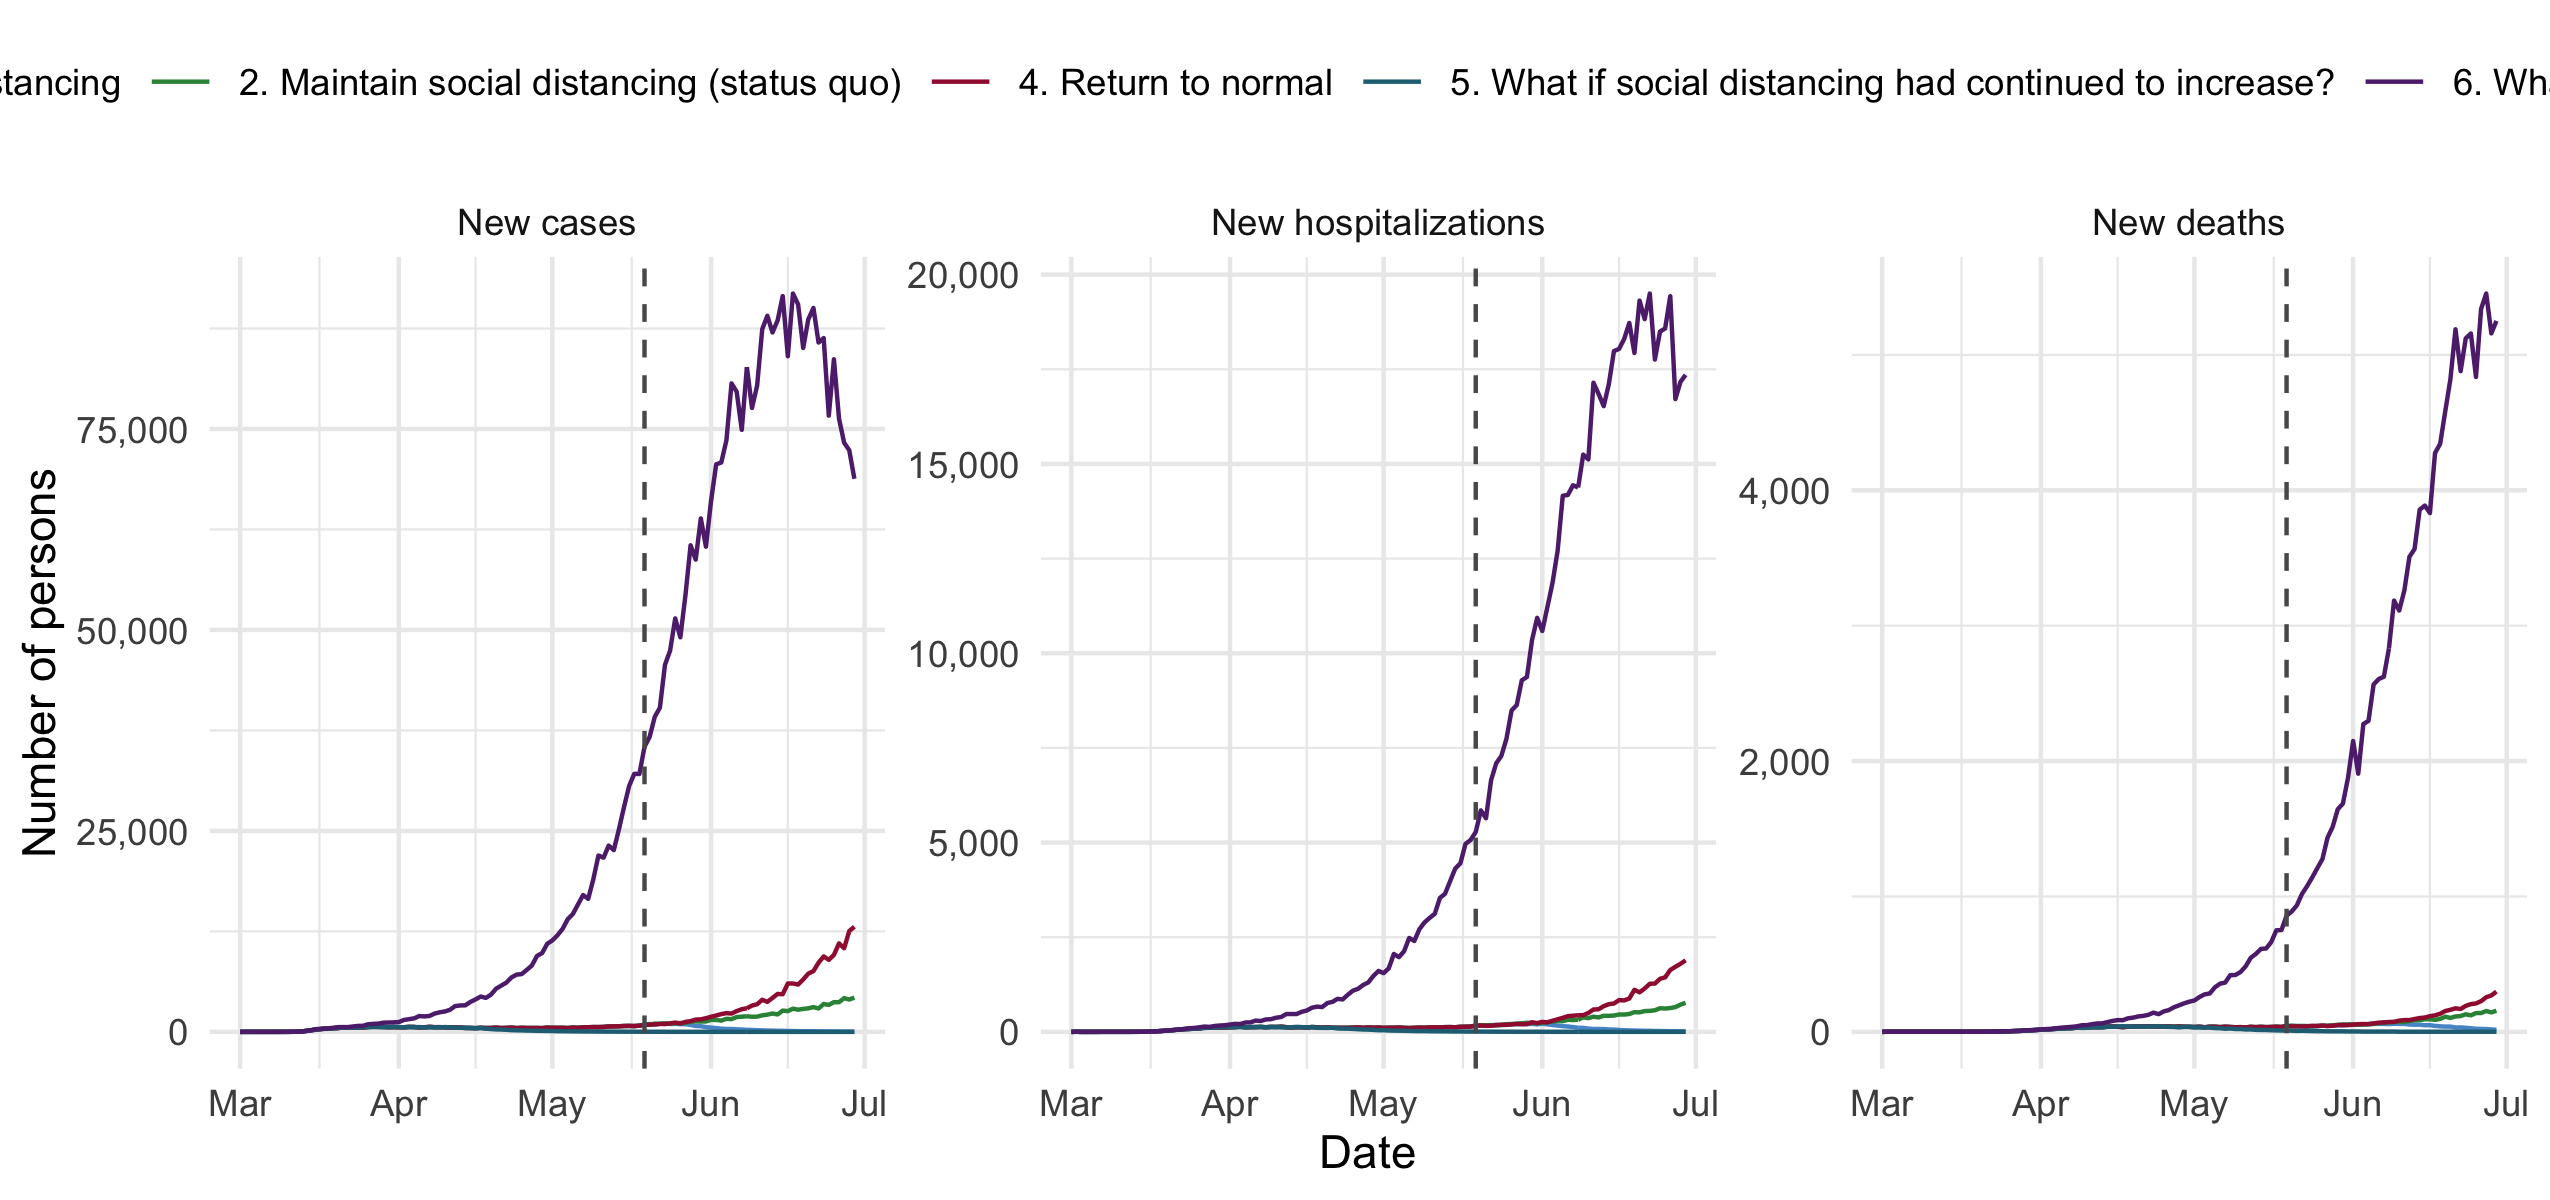 stancing 2. Maintain social distancing (status quo) 4. Return to normal 5. What if social distancing had continued to increase? 6. Wh
New cases New hospitalizations New deaths
Number of persons
75,000
50,000
25,000
0
20,000
15,000
10,000
5,000
0
4,000
2,000
0
Mar Apr May Jun Jul Mar Apr May Jun Jul Mar Apr May Jun Jul
Date